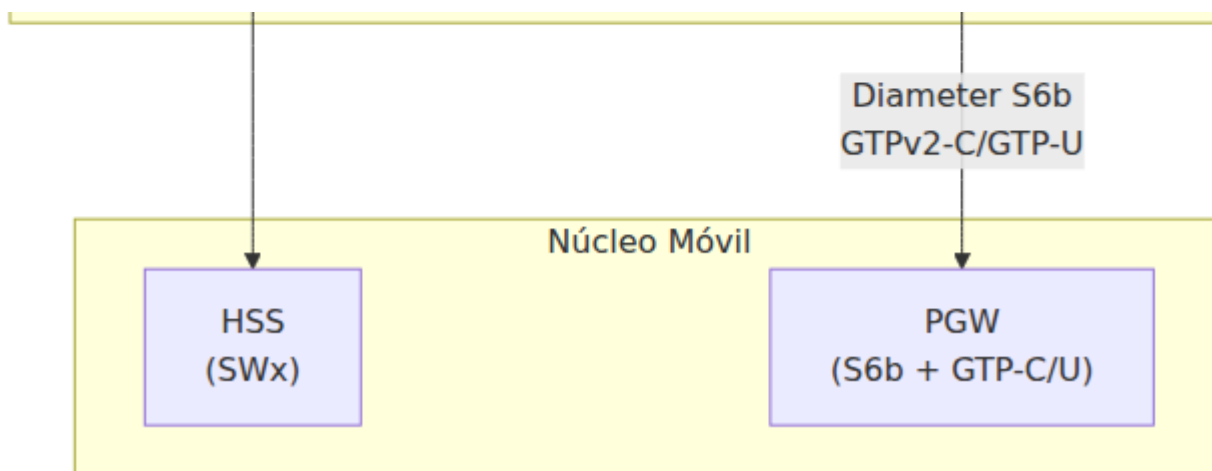 Diameter S6b
GTPv2-C/GTP-U
Núcleo Móvil
HSS
(SWx)
PGW
(S6b + GTP-C/U)